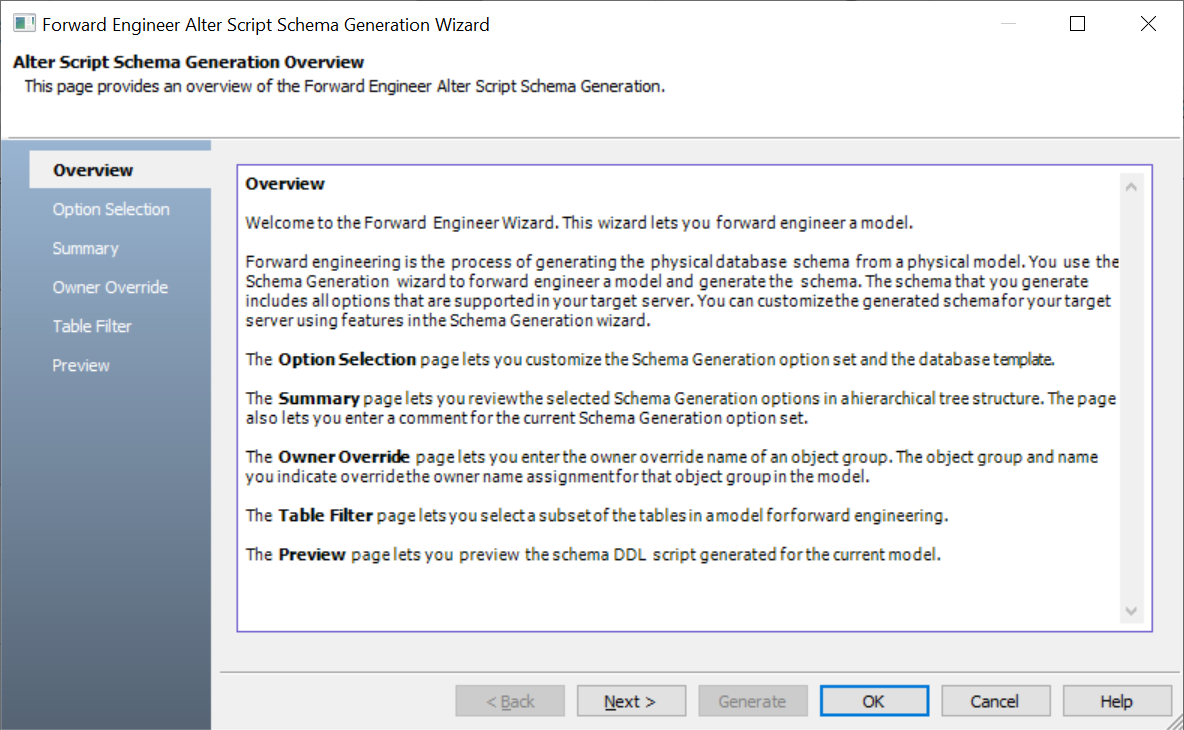 Forward Engineer Alter Script Schema Generation Wizard
Alter Script Schema Generation Overview
This page provides an overview of the Forward Engineer Alter Script Schema Generation.
Overview
Option Selection
Summary
Owner Override
Table Filter
Preview
Overview
Welcome to the Forward Engineer Wizard. This wizard lets you forward engineer a model.
Forward engineering is the process of generating the physical database schema from a physical model. You use the
Schema Generation wizard to forward engineer a model and generate the schema. The schema that you generate
includes all options that are supported in your target server. You can customize the generated schema for your target
server using features in the Schema Generation wizard.
The Option Selection page lets you customize the Schema Generation option set and the database template.
The Summary page lets you review the selected Schema Generation options in a hierarchical tree structure. The page
also lets you enter a comment for the current Schema Generation option set.
The Owner Override page lets you enter the owner override name of an object group. The object group and name
you indicate override the owner name assignment for that object group in the model.
The Table Filter page lets you select a subset of the tables in a model for forward engineering.
The Preview page lets you preview the schema DDL script generated for the current model.
< Back
Next >
Generate
OK
Cancel
Help